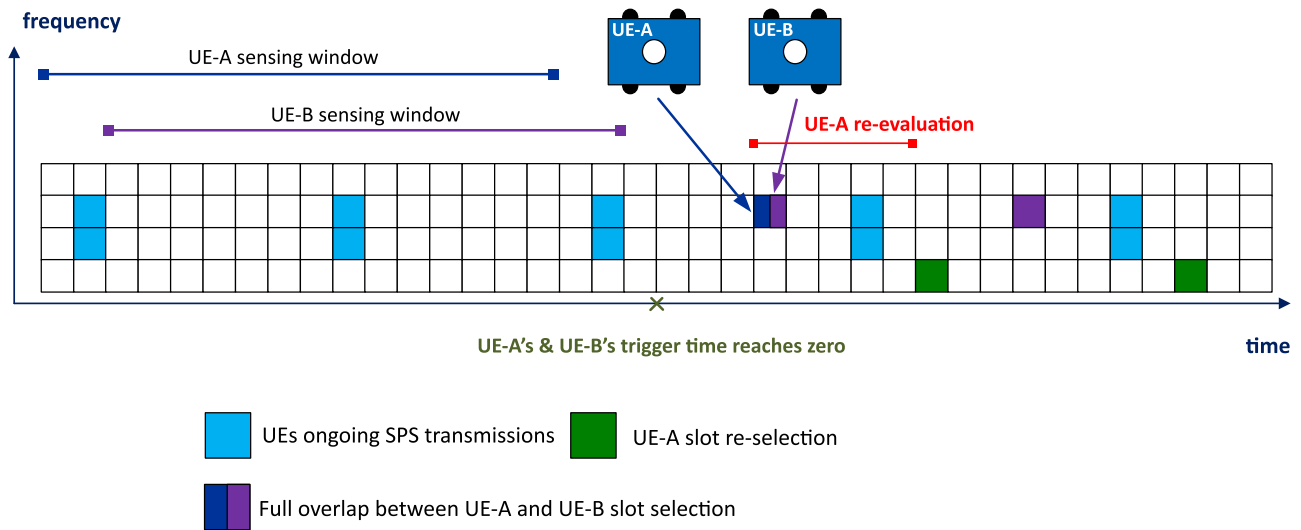 frequency
UE-A sensing window
UE-A
UE-B
UE-B sensing window
UE-A re-evaluation
UE-A's & UE-B's trigger time reaches zero
time
UEs ongoing SPS transmissions
UE-A slot re-selection
Full overlap between UE-A and UE-B slot selection